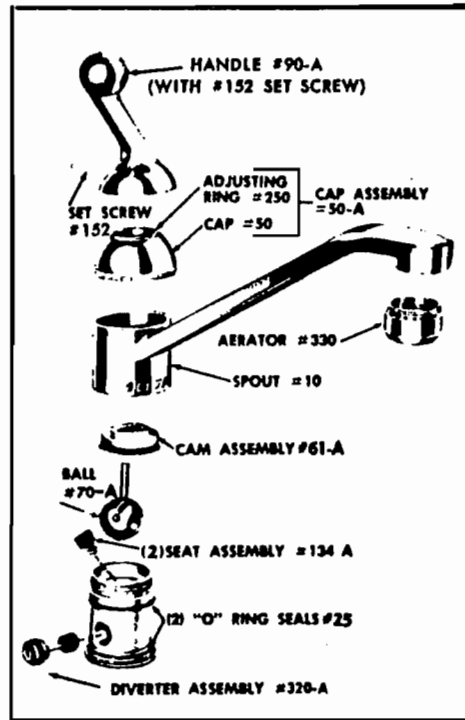 HANDLE #90-A
(WITH #152 SET SCREW)
ADJUSTING
RING #250
CAP ASSEMBLY
=50-A
SET SCREW
#152
CAP =50
AERATOR #330
SPOUT =10
CAM ASSEMBLY #61-A
BALL
#70-A
(2) SEAT ASSEMBLY #134 A
(2) "O" RING SEALS #25
DIVERTER ASSEMBLY #320-A